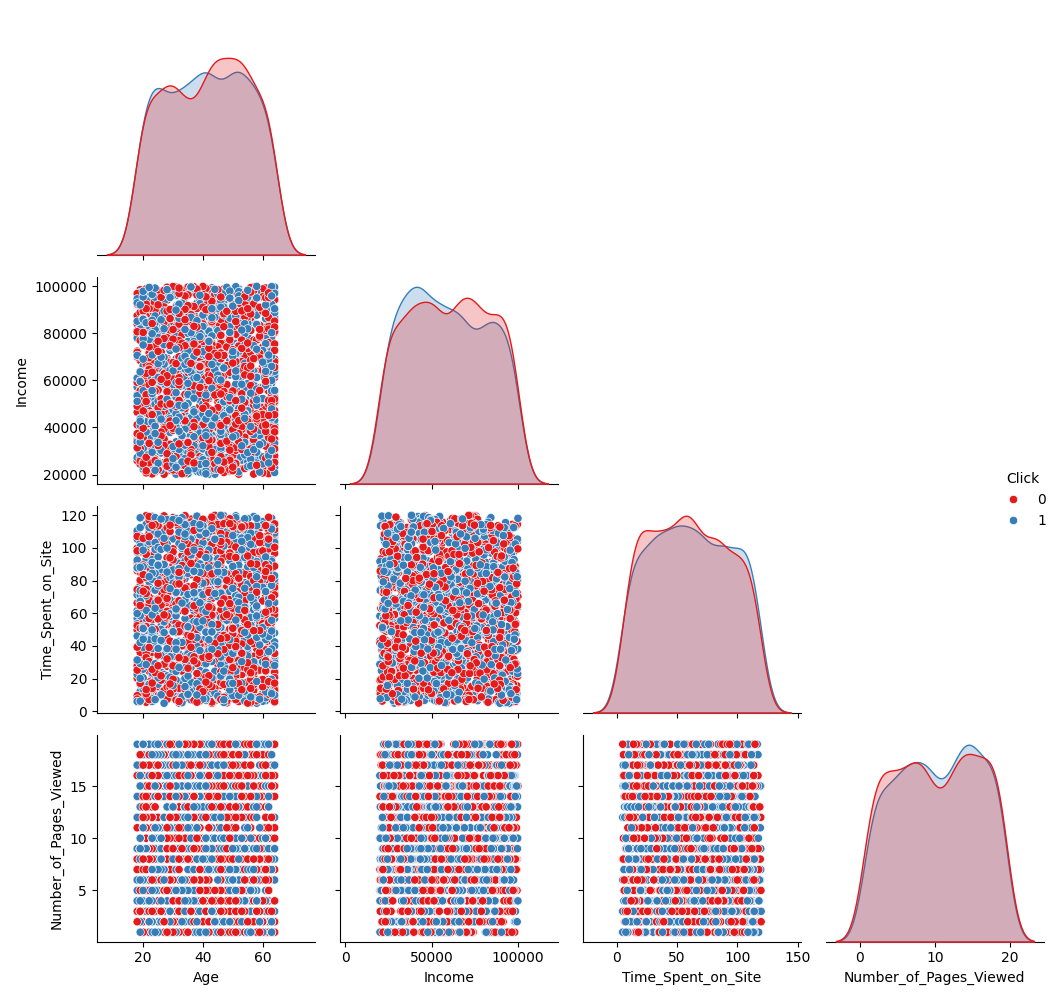 Income
100000
80000
60000
40000
20000
Time_Spent_on_Site
120
100
80
60
40
20
0
Number_of_Pages_Viewed
15
10
5
20 40 60
Age
0 50000 100000
Income
0 50 100 150
Time_Spent_on_Site
0 10 20
Number_of_Pages_Viewed
Click
0
1